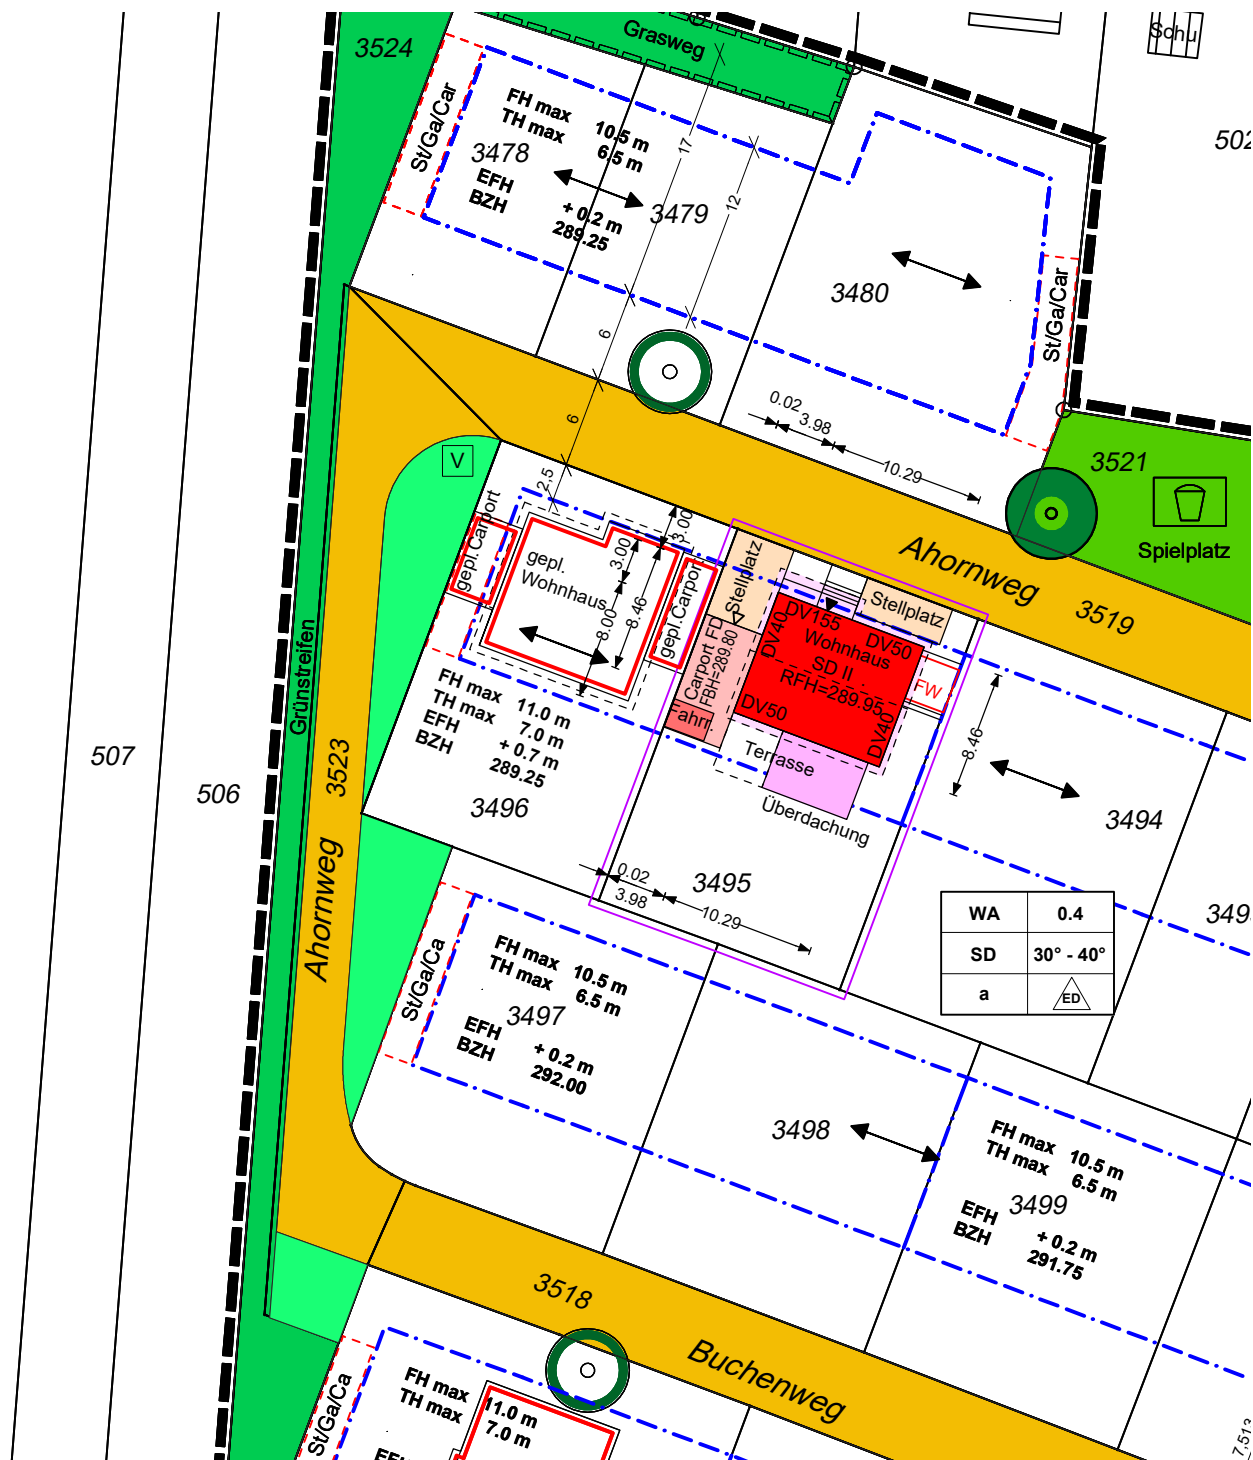 3524
Grasweg
Schu
502
St/Ga/Car
FH max 10.5 m
TH max 6.5 m
3478
EFH + 0.2 m
BZH 289.25
3479
17
12
3480
St/Ga/Car
6
6
0.02
3.98
10.29
3521
Spielplatz
V
2,5
gepl.Carport
gepl.
Wohnhaus
3.00
3.00
8.00
8.46
gepl.Carport
Stellplatz
Stellplatz
Ahornweg
3519
DV155
DV50
DV40
Wohnhaus
SD II
RFH=289.95
DV50
DV40
FW
Carport FD
FBH=289.80
Terrasse
Überdachung
8.46
Grünstreifen
FH max 11.0 m
TH max 7.0 m
EFH + 0.7 m
BZH 289.25
507
506
3523
3496
3494
Ahornweg
0.02
3.98
10.29
3495
WA 0.4
SD 30° - 40°
a ED
St/Ga/Ca
FH max 10.5 m
TH max 6.5 m
3497
EFH + 0.2 m
BZH 292.00
3498
FH max 10.5 m
TH max 6.5 m
3499
EFH + 0.2 m
BZH 291.75
3518
Buchenweg
St/Ga/Ca
FH max 11.0 m
TH max 7.0 m
7,513